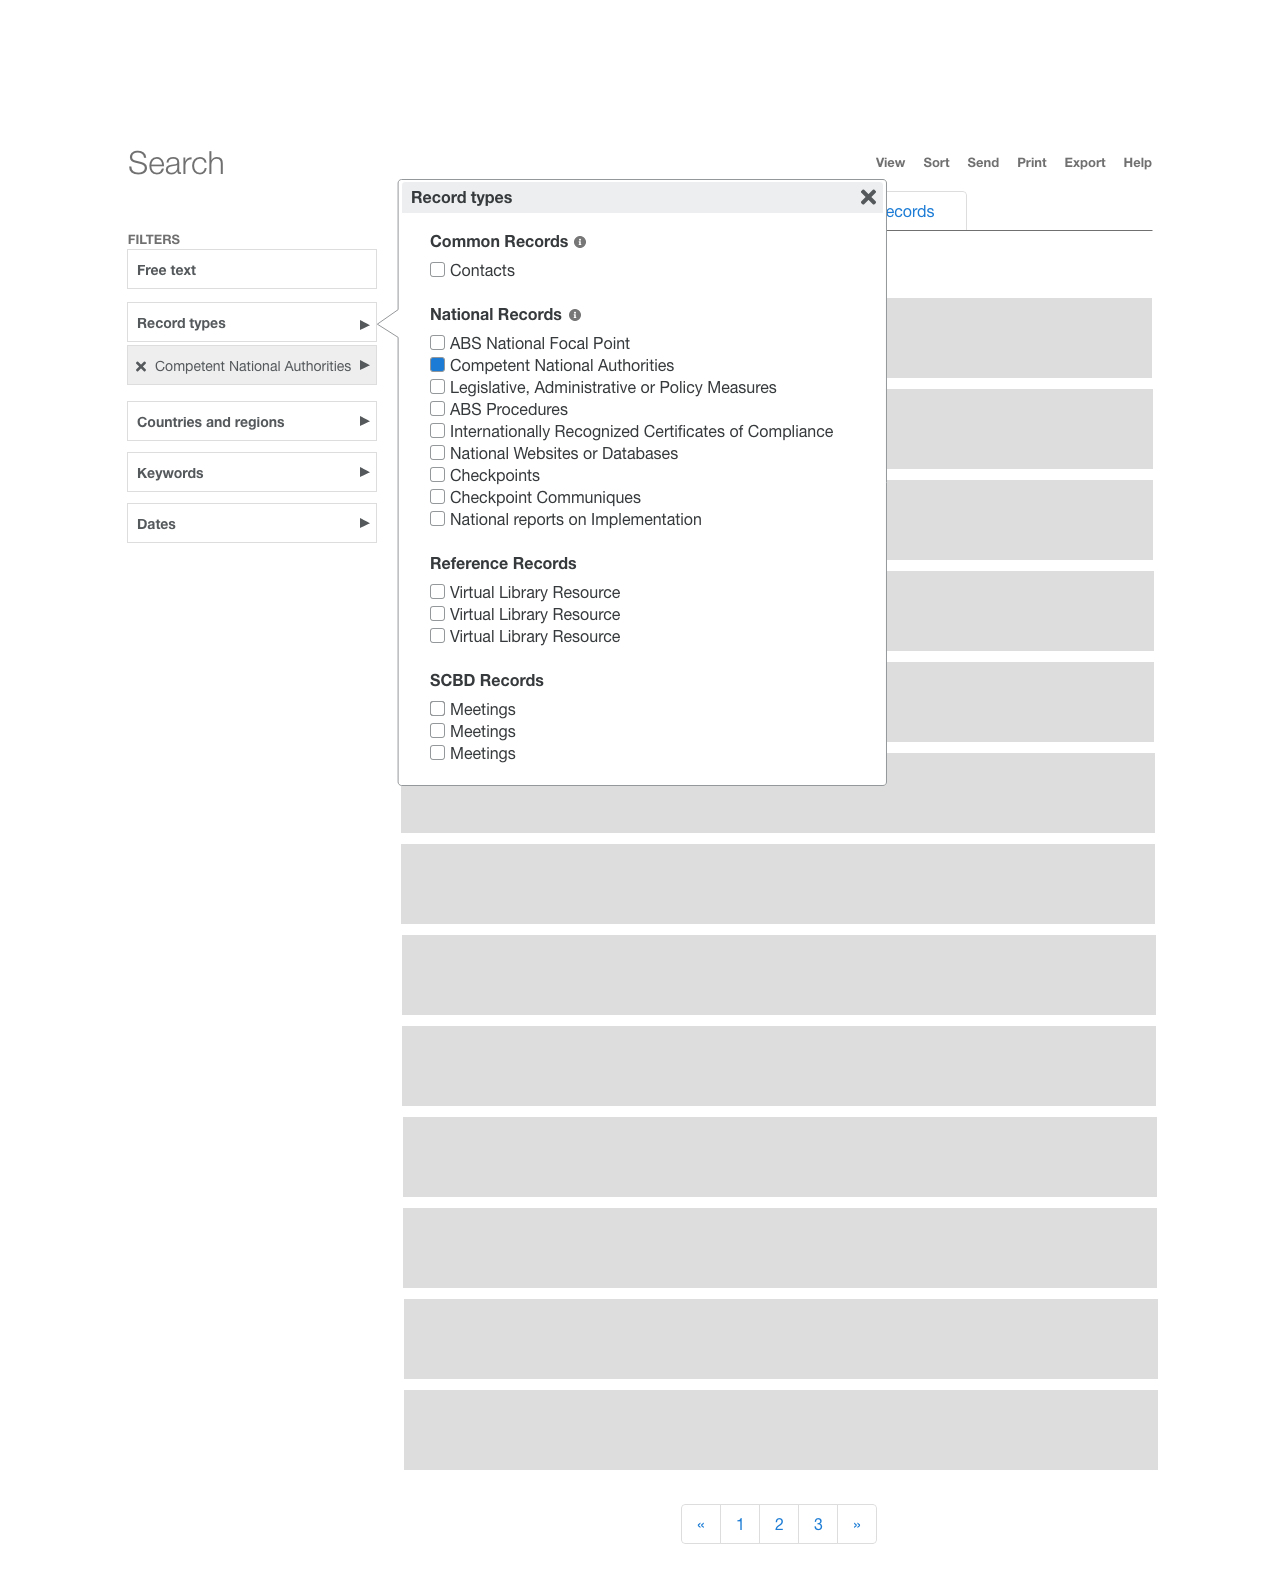 Search
View Sort Send Print Export Help
Record types
FILTERS
Free text
Record types
Competent National Authorities
Countries and regions
Keywords
Dates
Common Records
Contacts
National Records
ABS National Focal Point
Competent National Authorities
Legislative, Administrative or Policy Measures
ABS Procedures
Internationally Recognized Certificates of Compliance
National Websites or Databases
Checkpoints
Checkpoint Communiques
National reports on Implementation
Reference Records
Virtual Library Resource
Virtual Library Resource
Virtual Library Resource
SCBD Records
Meetings
Meetings
Meetings
« 1 2 3 »